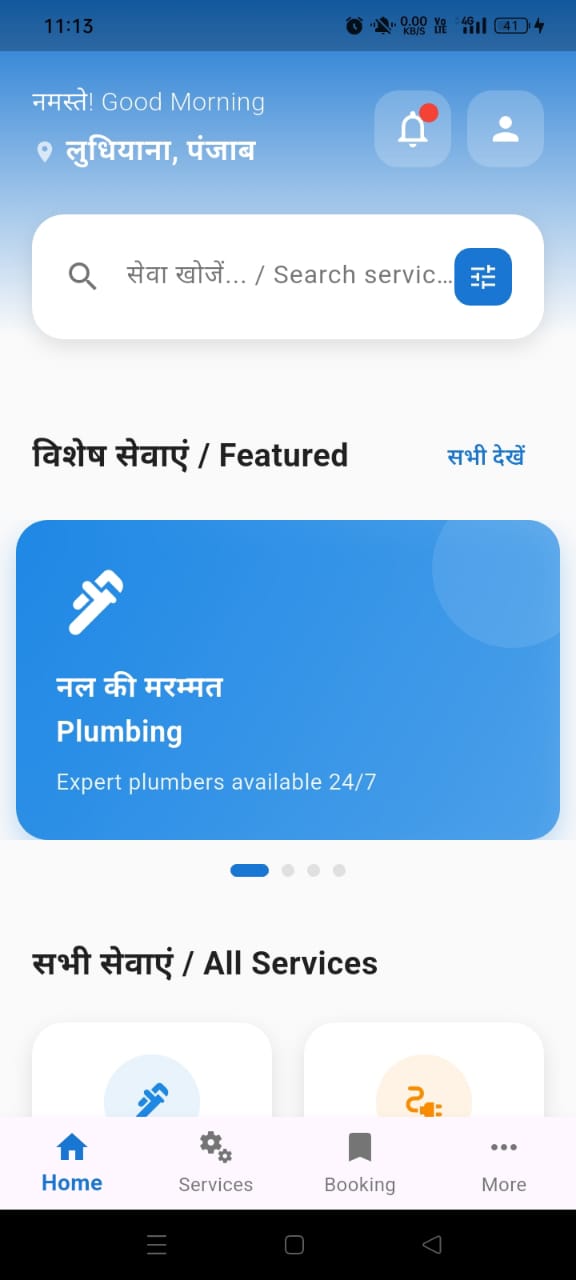 11:13
0.00 KB/S
Vo LTE
4G
41
नमस्ते! Good Morning
लुधियाना, पंजाब
सेवा खोजें... / Search servic...
विशेष सेवाएं / Featured
सभी देखें
नल की मरम्मत
Plumbing
Expert plumbers available 24/7
सभी सेवाएं / All Services
Home
Services
Booking
More